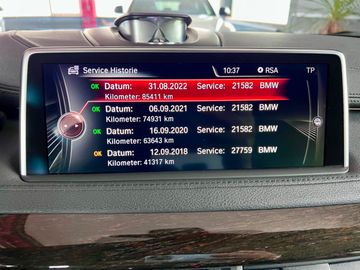 Service Historie 10:37 RSA TP
OK Datum: 31.08.2022 Service: 21582 BMW
Kilometer: 85411 km
OK Datum: 06.09.2021 Service: 21582 BMW
Kilometer: 74931 km
OK Datum: 16.09.2020 Service: 21582 BMW
Kilometer: 63643 km
OK Datum: 12.09.2018 Service: 27759 BMW
Kilometer: 41317 km